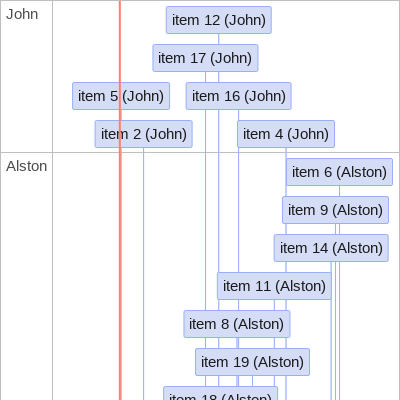 John
item 12 (John)
item 17 (John)
item 5 (John)
item 16 (John)
item 2 (John)
item 4 (John)
Alston
item 6 (Alston)
item 9 (Alston)
item 14 (Alston)
item 11 (Alston)
item 8 (Alston)
item 19 (Alston)
item 18 (Alston)